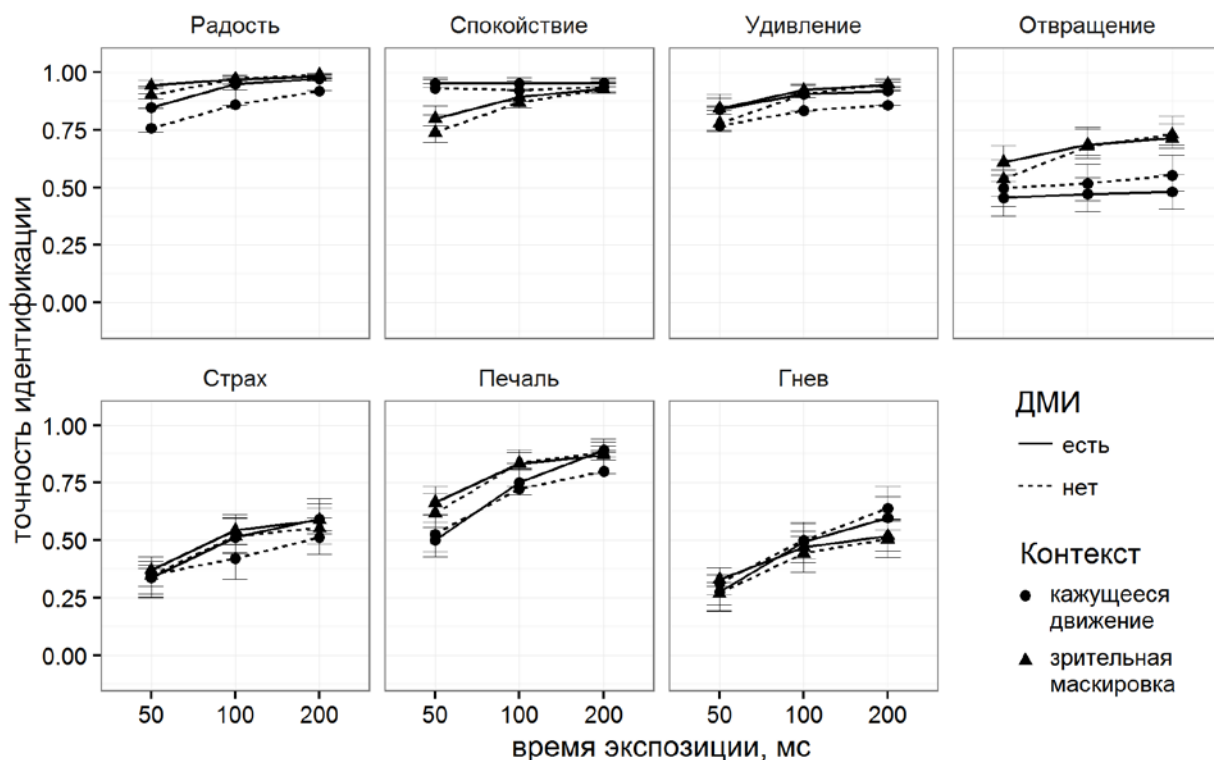 Радость
Спокойствие
Удивление
Отвращение
1.00
0.75
0.50
0.25
0.00
точность идентификации
Страх
Печаль
Гнев
1.00
0.75
0.50
0.25
0.00
50 100 200
50 100 200
50 100 200
время экспозиции, мс
ДМИ
есть
нет
Контекст
кажущееся
движение
зрительная
маскировка